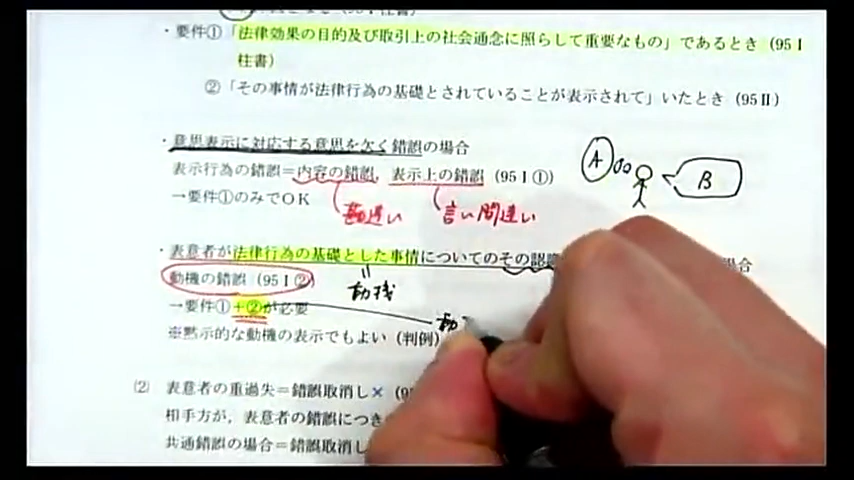 ・要件①「法律効果の目的及び取引上の社会通念に照らして重要なもの」であるとき（95Ⅰ
柱書）
②「その事情が法律行為の基礎とされていることが表示されて」いたとき（95Ⅱ）
・意思表示に対応する意思を欠く錯誤の場合
表示行為の錯誤＝内容の錯誤，表示上の錯誤（95Ⅰ①）
→要件①のみでOK
勘違い 言い間違い
A B
・表意者が法律行為の基礎とした事情についてのその認識 場合
動機の錯誤（95Ⅰ②）
動機
→要件①＋②が必要
動
※黙示的な動機の表示でもよい（判例）
(2) 表意者の重過失＝錯誤取消し×
相手方が，表意者の錯誤につき
共通錯誤の場合＝錯誤取消し